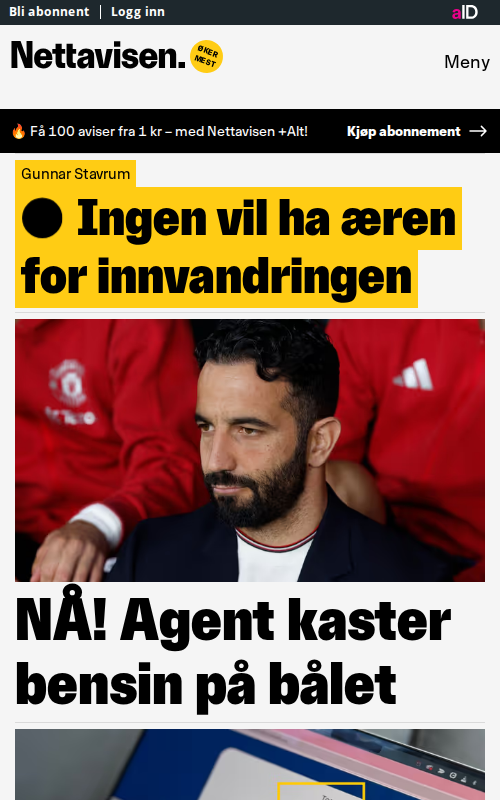 Bli abonnent | Logg inn
aID
Nettavisen.
ØKER
MEST
Meny
🔥 Få 100 aviser fra 1 kr – med Nettavisen +Alt!
Kjøp abonnement →
Gunnar Stavrum
● Ingen vil ha æren
for innvandringen
NÅ! Agent kaster
bensin på bålet